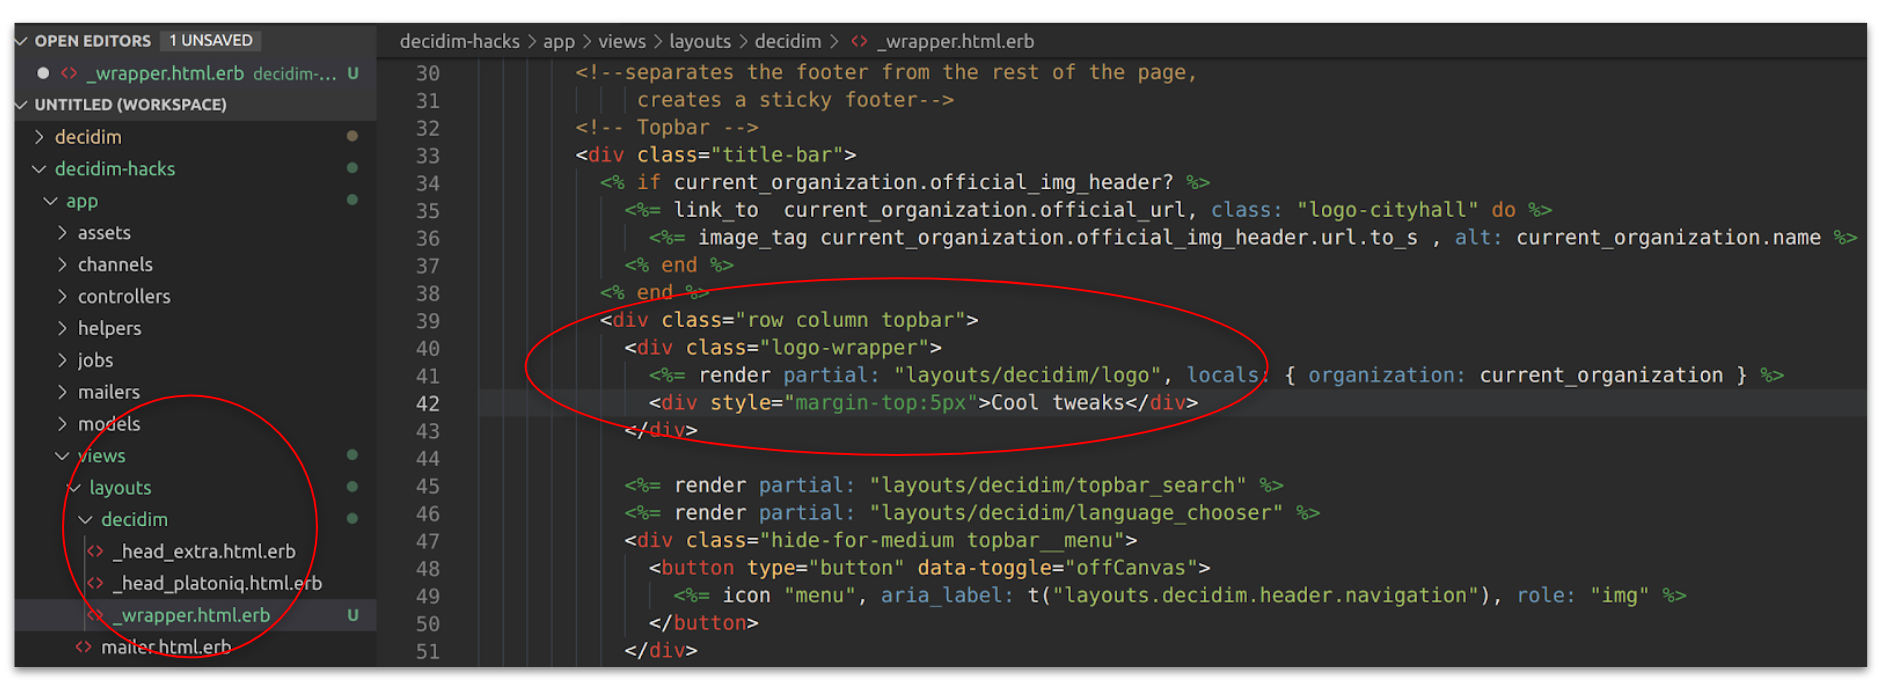 OPEN EDITORS 1 UNSAVED
_wrapper.html.erb decidim-... U
UNTITLED (WORKSPACE)
decidim
decidim-hacks
app
assets
channels
controllers
helpers
jobs
mailers
models
views
layouts
decidim
_head_extra.html.erb
_head_platoniq.html.erb
_wrapper.html.erb U
mailer.html.erb
decidim-hacks > app > views > layouts > decidim > <> _wrapper.html.erb
30 <!--separates the footer from the rest of the page,
31 creates a sticky footer-->
32 <!-- Topbar -->
33 <div class="title-bar">
34 <% if current_organization.official_img_header? %>
35 <%= link_to  current_organization.official_url, class: "logo-cityhall" do %>
36 <%= image_tag current_organization.official_img_header.url.to_s , alt: current_organization.name %>
37 <% end %>
38 <% end %>
39 <div class="row column topbar">
40 <div class="logo-wrapper">
41 <%= render partial: "layouts/decidim/logo", locals: { organization: current_organization } %>
42 <div style="margin-top:5px">Cool tweaks</div>
43 </div>
44
45 <%= render partial: "layouts/decidim/topbar_search" %>
46 <%= render partial: "layouts/decidim/language_chooser" %>
47 <div class="hide-for-medium topbar__menu">
48 <button type="button" data-toggle="offCanvas">
49 <%= icon "menu", aria_label: t("layouts.decidim.header.navigation"), role: "img" %>
50 </button>
51 </div>